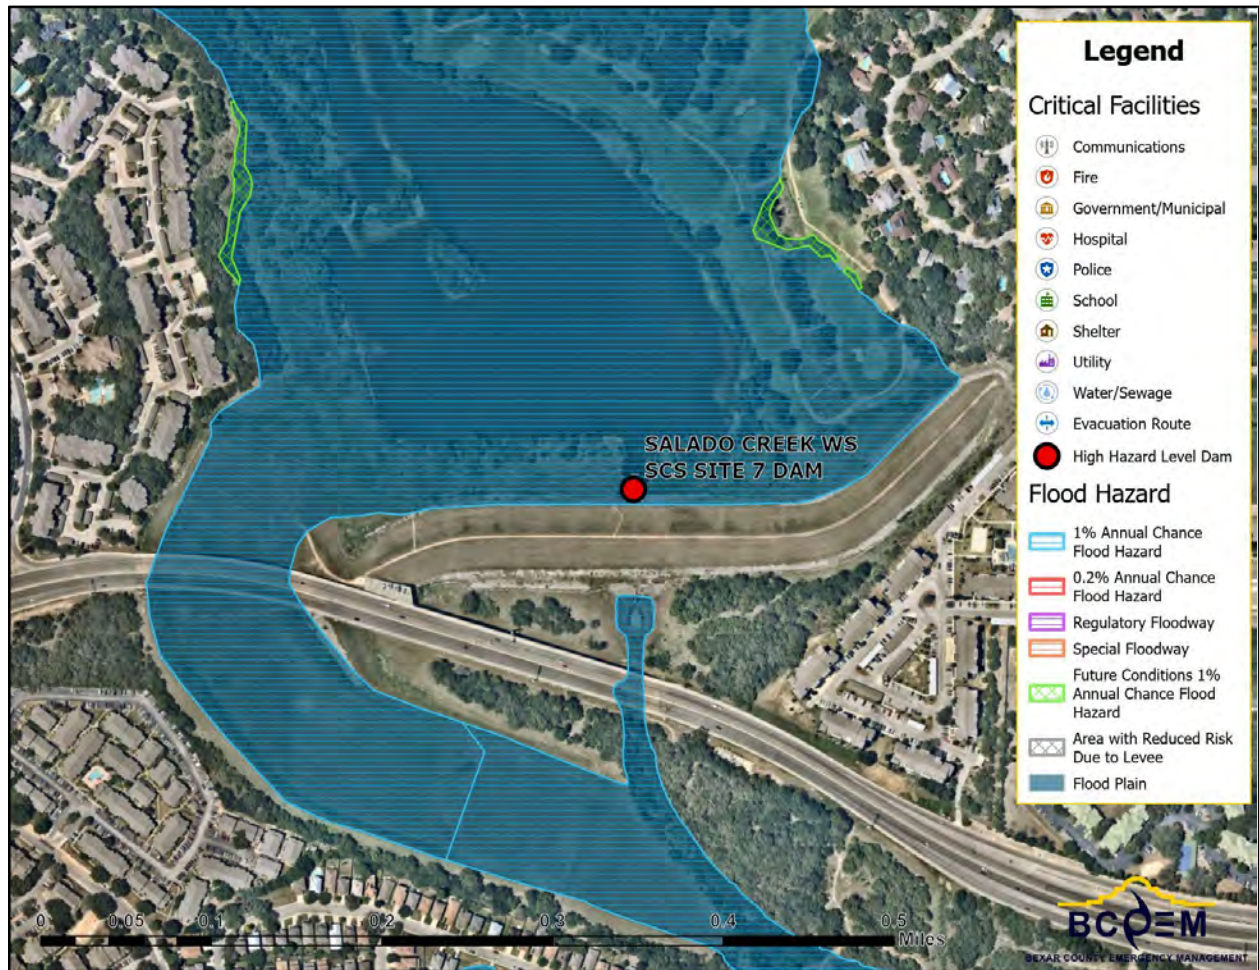 Legend
Critical Facilities
Communications
Fire
Government/Municipal
Hospital
Police
School
Shelter
Utility
Water/Sewage
Evacuation Route
High Hazard Level Dam
Flood Hazard
1% Annual Chance
Flood Hazard
0.2% Annual Chance
Flood Hazard
Regulatory Floodway
Special Floodway
Future Conditions 1%
Annual Chance Flood
Hazard
Area with Reduced Risk
Due to Levee
Flood Plain
SALADO CREEK WS
SCS SITE 7 DAM
0 0.05 0.1 0.2 0.3 0.4 0.5
Miles
BCOEM
BEXAR COUNTY EMERGENCY MANAGEMENT